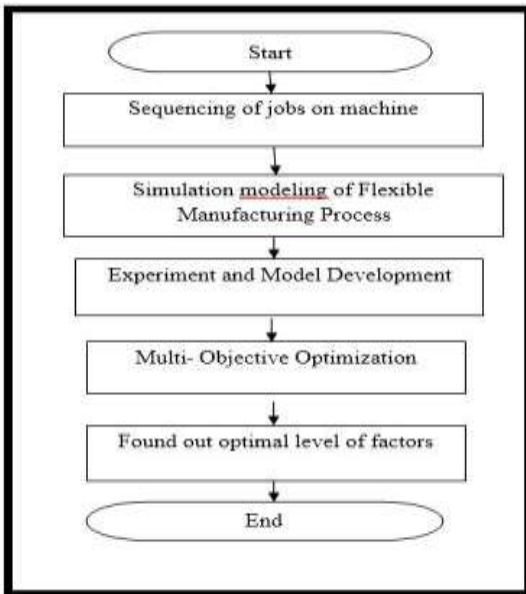 Start
Sequencing of jobs on machine
Simulation modeling of Flexible
Manufacturing Process
Experiment and Model Development
Multi- Objective Optimization
Found out optimal level of factors
End